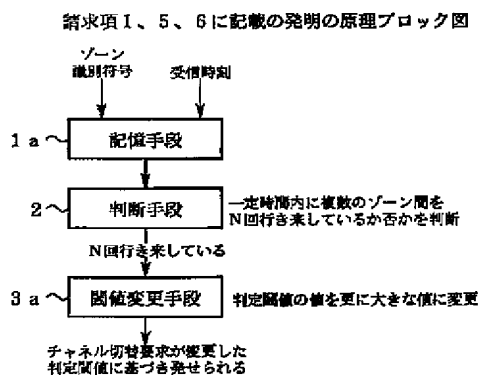 請求項1、5、6に記載の発明の原理ブロック図
ゾーン
識別符号
受信時刻
1a
記憶手段
2
判断手段
一定時間内に複数のゾーン間を
N回行き来しているか否かを判断
N回行き来している
3a
閾値変更手段
判定閾値の値を更に大きな値に変更
チャネル切替要求が変更した
判定閾値に基づき発せられる